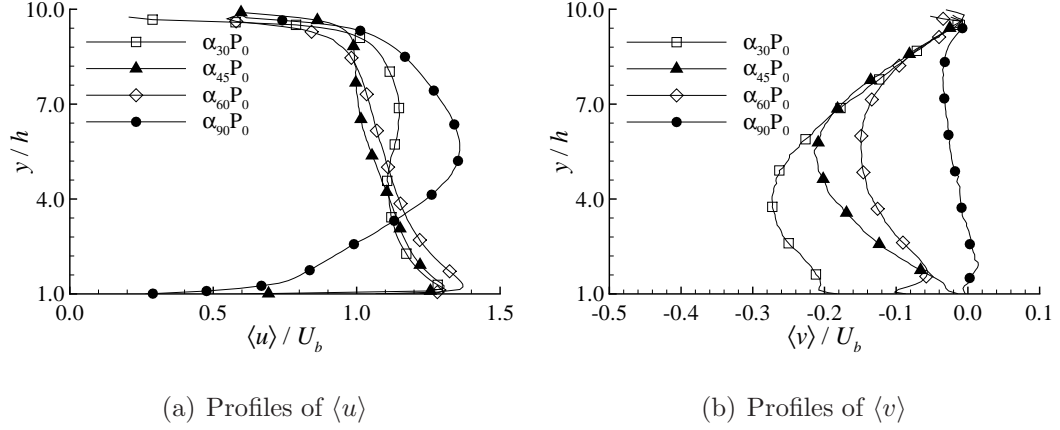 10.0
7.0
4.0
1.0
y / h
α₃₀P₀
α₄₅P₀
α₆₀P₀
α₉₀P₀
0.0 0.5 1.0 1.5
⟨u⟩ / U_b
(a) Profiles of ⟨u⟩
10.0
7.0
4.0
1.0
y / h
α₃₀P₀
α₄₅P₀
α₆₀P₀
α₉₀P₀
-0.5 -0.4 -0.3 -0.2 -0.1 0.0 0.1
⟨v⟩ / U_b
(b) Profiles of ⟨v⟩